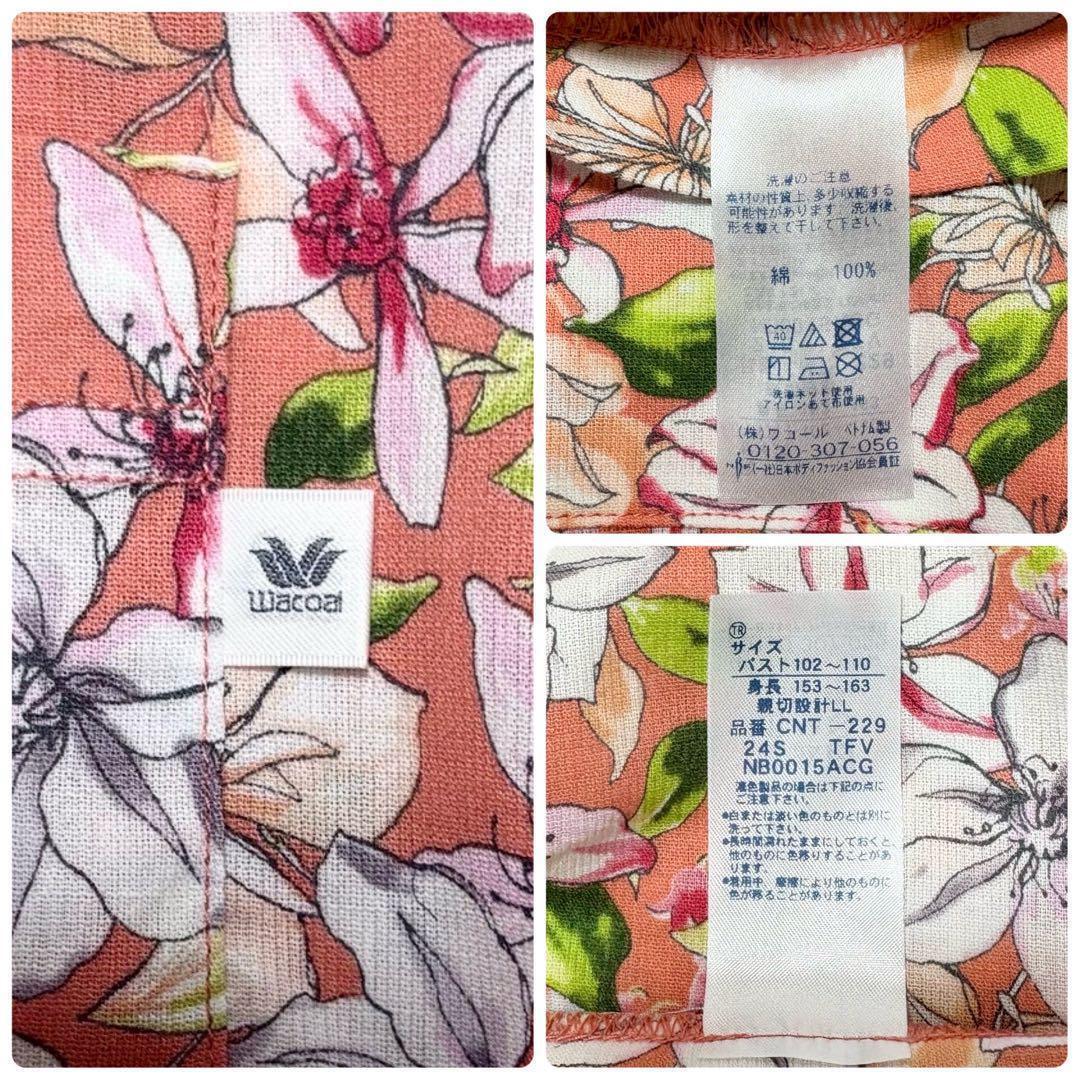 Wacoal
洗濯のご注意
素材の性質上、多少収縮する
可能性があります。洗濯後、
形を整えて干して下さい。
綿 100%
40
洗濯ネット使用
アイロンあて布使用
(株)ワコール ベトナム製
0120-307-056
(一社)日本ボディファッション協会会員証
TR
サイズ
バスト102～110
身長 153～163
親切設計LL
品番 CNT -229
24S TFV
NB0015ACG
濃色製品の場合は下記の点に
ご注意下さい。
●白または淡い色のものとは別に
洗って下さい。
●長時間濡れたままにしておくと
他のものに色移りすることがあ
ります。
●着用中、摩擦により他のものに
色が移ることがあります。